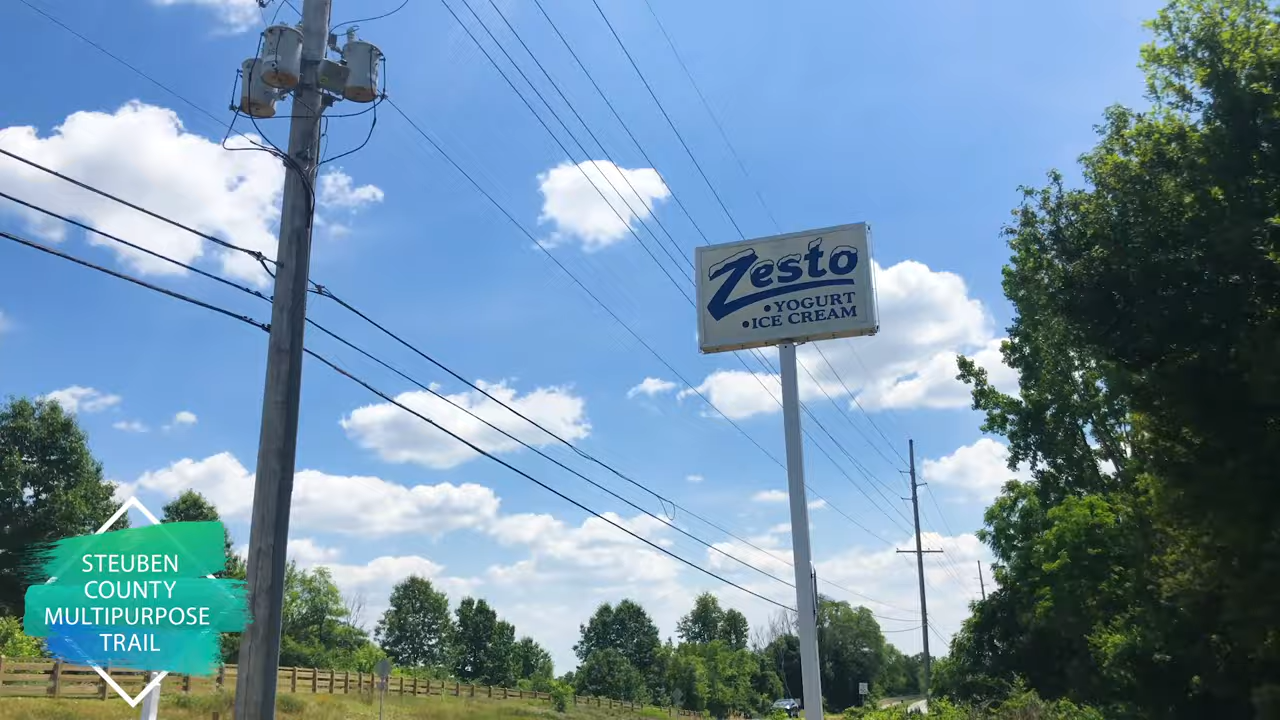 Zesto
•YOGURT
•ICE CREAM
STEUBEN
COUNTY
MULTIPURPOSE
TRAIL